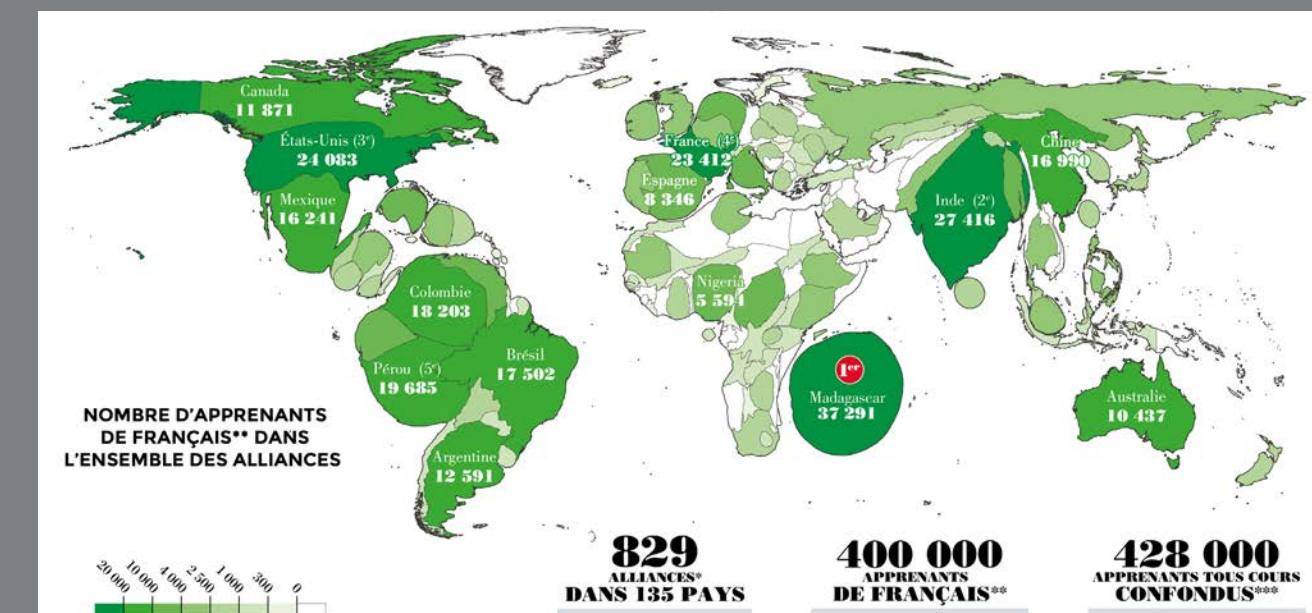 Canada
11 871
États-Unis (3e)
24 083
Mexique
16 241
France (4e)
23 412
Espagne
8 346
Chine
16 990
Inde (2e)
27 416
Nigeria
5 594
Colombie
18 203
Brésil
17 502
Pérou (5e)
19 685
1er
Madagascar
37 291
Australie
10 437
Argentine
12 591
NOMBRE D'APPRENANTS
DE FRANÇAIS** DANS
L'ENSEMBLE DES ALLIANCES
20 000
10 000
4 000
2 500
1 000
300
0
829
ALLIANCES*
DANS 135 PAYS
400 000
APPRENANTS
DE FRANÇAIS**
428 000
APPRENANTS TOUS COURS
CONFONDUS***